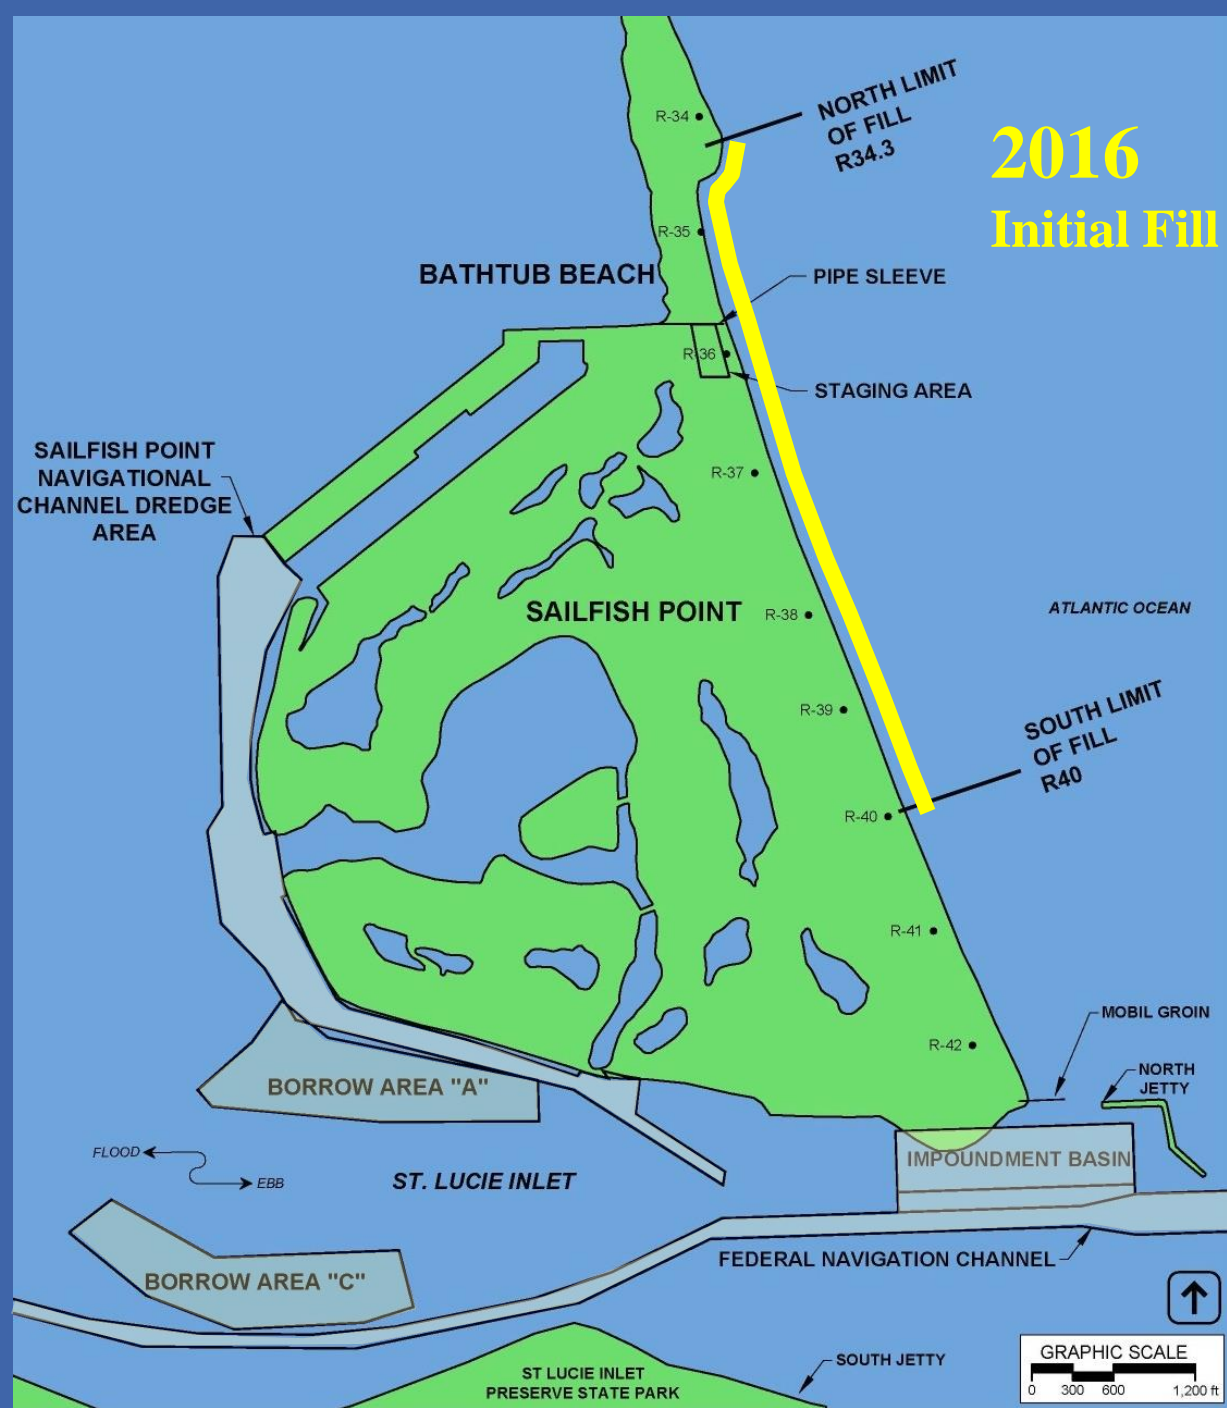 R-34
NORTH LIMIT
OF FILL
R34.3
2016
Initial Fill
R-35
BATHTUB BEACH
PIPE SLEEVE
R-36
STAGING AREA
SAILFISH POINT
NAVIGATIONAL
CHANNEL DREDGE
AREA
R-37
SAILFISH POINT
R-38
ATLANTIC OCEAN
R-39
SOUTH LIMIT
OF FILL
R40
R-40
R-41
R-42
MOBIL GROIN
NORTH
JETTY
BORROW AREA "A"
FLOOD
EBB
ST. LUCIE INLET
IMPOUNDMENT BASIN
FEDERAL NAVIGATION CHANNEL
BORROW AREA "C"
SOUTH JETTY
ST LUCIE INLET
PRESERVE STATE PARK
GRAPHIC SCALE
0 300 600 1,200 ft